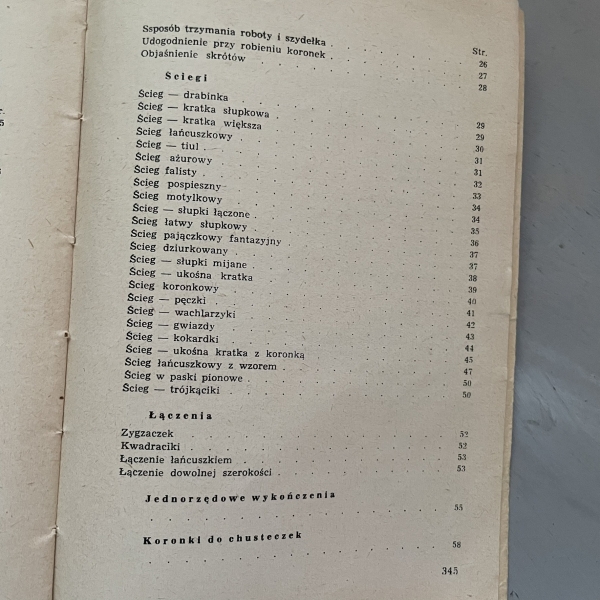 Str.
Ssposób trzymania roboty i szydełka . . . . . 26
Udogodnienie przy robieniu koronek . . . . . 27
Objaśnienie skrótów . . . . . 28
Ściegi
Ścieg — drabinka . . . . . 29
Ścieg — kratka słupkowa . . . . . 29
Ścieg — kratka większa . . . . . 30
Ścieg łańcuszkowy . . . . . 31
Ścieg — tiul . . . . . 31
Ścieg ażurowy . . . . . 32
Ścieg falisty . . . . . 33
Ścieg pospieszny . . . . . 34
Ścieg motylkowy . . . . . 34
Ścieg — słupki łączone . . . . . 35
Ścieg łatwy słupkowy . . . . . 36
Ścieg pajączkowy fantazyjny . . . . . 37
Ścieg dziurkowany . . . . . 37
Ścieg — słupki mijane . . . . . 38
Ścieg — ukośna kratka . . . . . 39
Ścieg koronkowy . . . . . 40
Ścieg — pęczki . . . . . 41
Ścieg — wachlarzyki . . . . . 42
Ścieg — gwiazdy . . . . . 43
Ścieg — kokardki . . . . . 44
Ścieg — ukośna kratka z koronką . . . . . 45
Ścieg łańcuszkowy z wzorem . . . . . 47
Ścieg w paski pionowe . . . . . 50
Ścieg — trójkąciki . . . . . 50
Łączenia
Zygzaczek . . . . . 52
Kwadraciki . . . . . 52
Łączenie łańcuszkiem . . . . . 53
Łączenie dowolnej szerokości . . . . . 53
Jednorzędowe wykończenia
. . . . . 55
Koronki do chusteczek
. . . . . 58
345